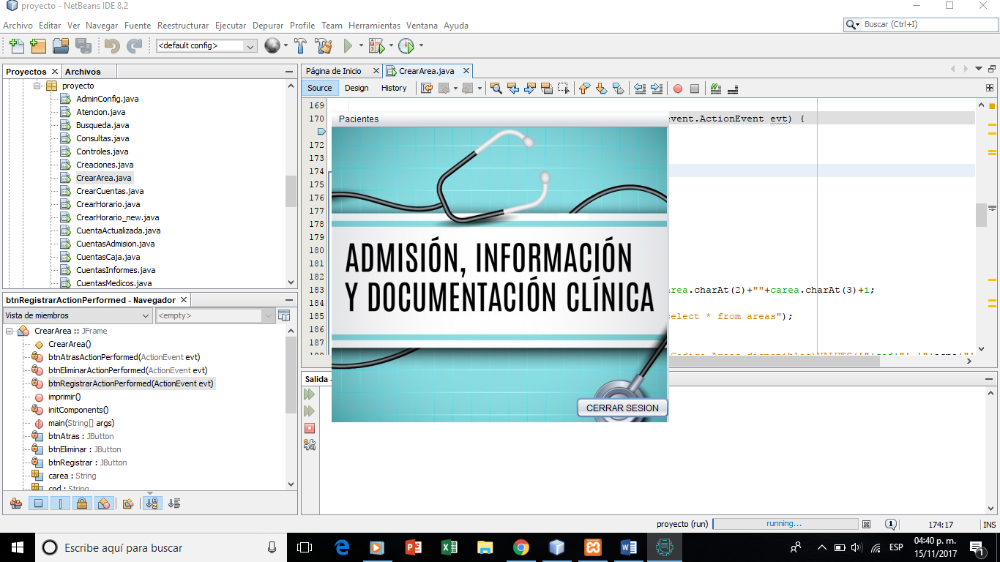 proyecto - NetBeans IDE 8.2
Archivo Editar Ver Navegar Fuente Reestructurar Ejecutar Depurar Profile Team Herramientas Ventana Ayuda
Buscar (Ctrl+I)
<default config>
Proyectos Archivos
proyecto
AdminConfig.java
Atencion.java
Busqueda.java
Consultas.java
Controles.java
Creaciones.java
CrearArea.java
CrearCuentas.java
CrearHorario.java
CrearHorario_new.java
CuentaActualizada.java
CuentasAdmision.java
CuentasCaja.java
CuentasInformes.java
CuentasMedicos.java
btnRegistrarActionPerformed - Navegador
Vista de miembros <empty>
CrearArea :: JFrame
CrearArea()
btnAtrasActionPerformed(ActionEvent evt)
btnEliminarActionPerformed(ActionEvent evt)
btnRegistrarActionPerformed(ActionEvent evt)
imprimir()
initComponents()
main(String[] args)
btnAtras : JButton
btnEliminar : JButton
btnRegistrar : JButton
carea : String
cod : String
Página de Inicio CrearArea.java
Source Design History
169
170 event.ActionEvent evt) {
172
173
174
175
176
177
178
179
180
181
182
183 area.charAt(2)+""+carea.charAt(3)+i;
184
185 select * from areas");
186
187
Pacientes
ADMISIÓN, INFORMACIÓN
Y DOCUMENTACIÓN CLÍNICA
CERRAR SESION
Salida -
proyecto (run) running... 1 174:17 INS
Escribe aquí para buscar
ESP
04:40 p. m.
15/11/2017
1